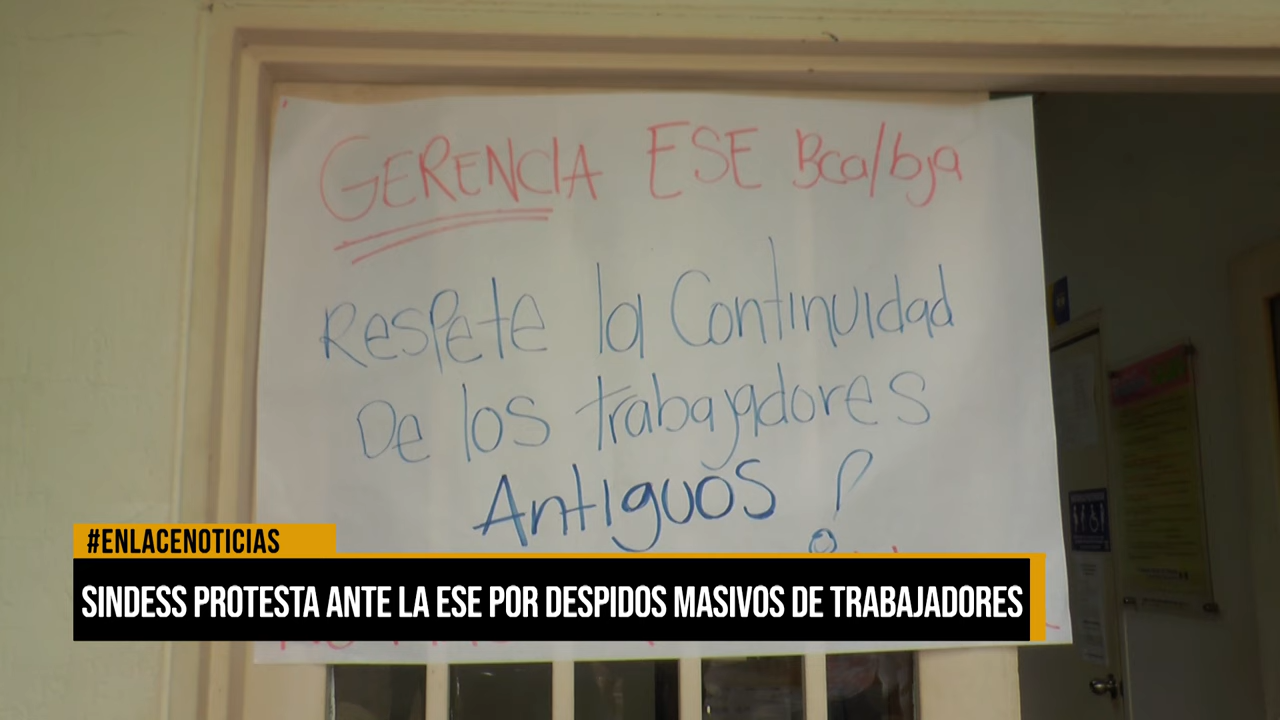 GERENCIA ESE Bca/bja
Respete la Continuidad
De los trabajadores
Antiguos !
#ENLACENOTICIAS
SINDESS PROTESTA ANTE LA ESE POR DESPIDOS MASIVOS DE TRABAJADORES